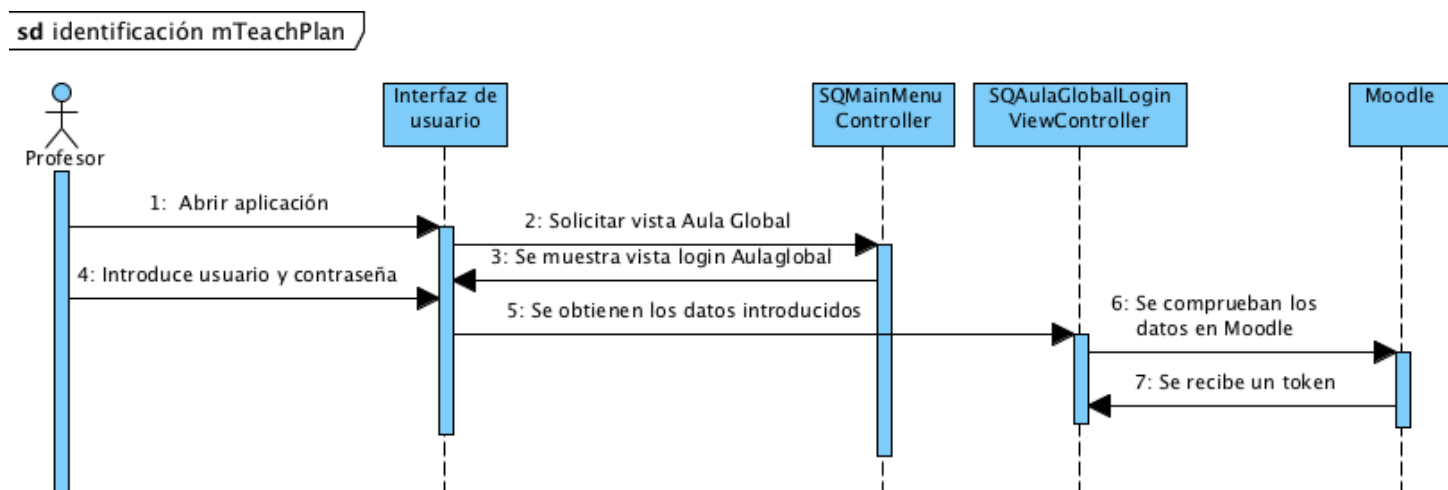 sd identificación mTeachPlan
Interfaz de
usuario
SQMainMenu
Controller
SQAulaGlobalLogin
ViewController
Moodle
Profesor
1: Abrir aplicación
2: Solicitar vista Aula Global
3: Se muestra vista login Aulaglobal
4: Introduce usuario y contraseña
5: Se obtienen los datos introducidos
6: Se comprueban los
datos en Moodle
7: Se recibe un token